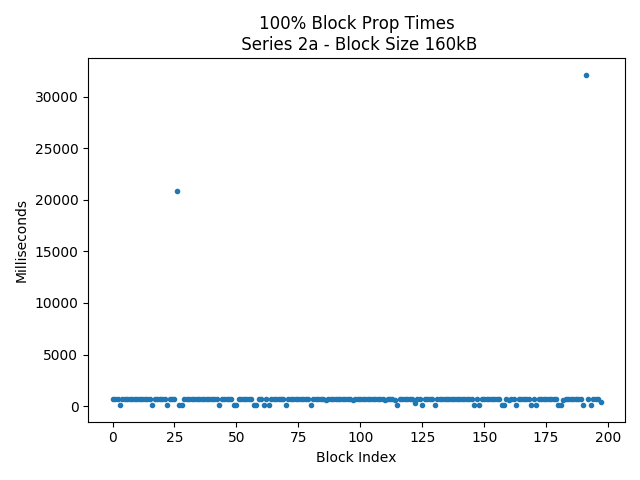 100% Block Prop Times
Series 2a - Block Size 160kB
30000
25000
20000
15000
10000
5000
0
Milliseconds
0 25 50 75 100 125 150 175 200
Block Index